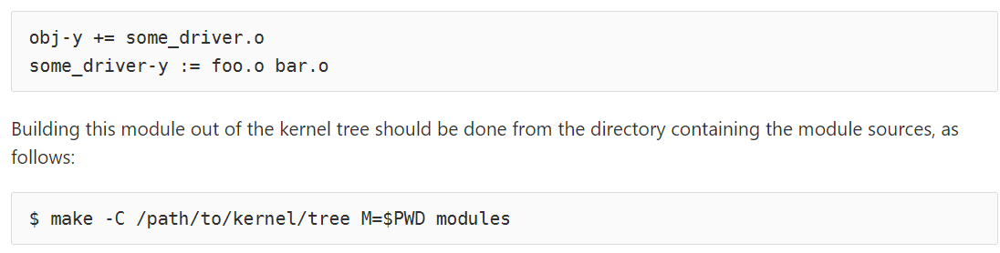 obj-y += some_driver.o
some_driver-y := foo.o bar.o
Building this module out of the kernel tree should be done from the directory containing the module sources, as
follows:
$ make -C /path/to/kernel/tree M=$PWD modules